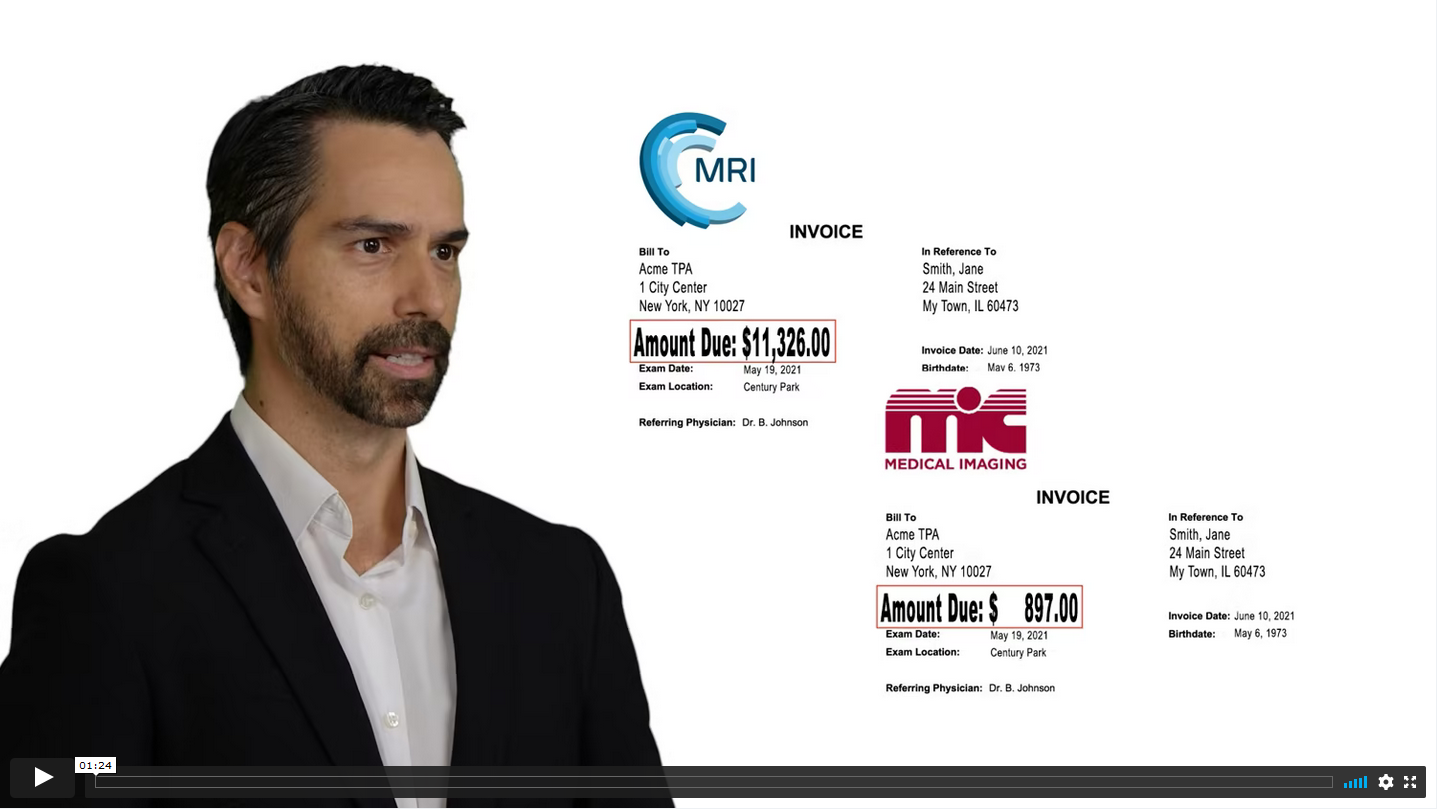 MRI
INVOICE
Bill To
Acme TPA
1 City Center
New York, NY 10027
In Reference To
Smith, Jane
24 Main Street
My Town, IL 60473
Amount Due: $11,326.00
Exam Date: May 19, 2021
Exam Location: Century Park
Invoice Date: June 10, 2021
Birthdate: May 6, 1973
Referring Physician: Dr. B. Johnson
mic
MEDICAL IMAGING
INVOICE
Bill To
Acme TPA
1 City Center
New York, NY 10027
In Reference To
Smith, Jane
24 Main Street
My Town, IL 60473
Amount Due: $ 897.00
Exam Date: May 19, 2021
Exam Location: Century Park
Invoice Date: June 10, 2021
Birthdate: May 6, 1973
Referring Physician: Dr. B. Johnson
01:24